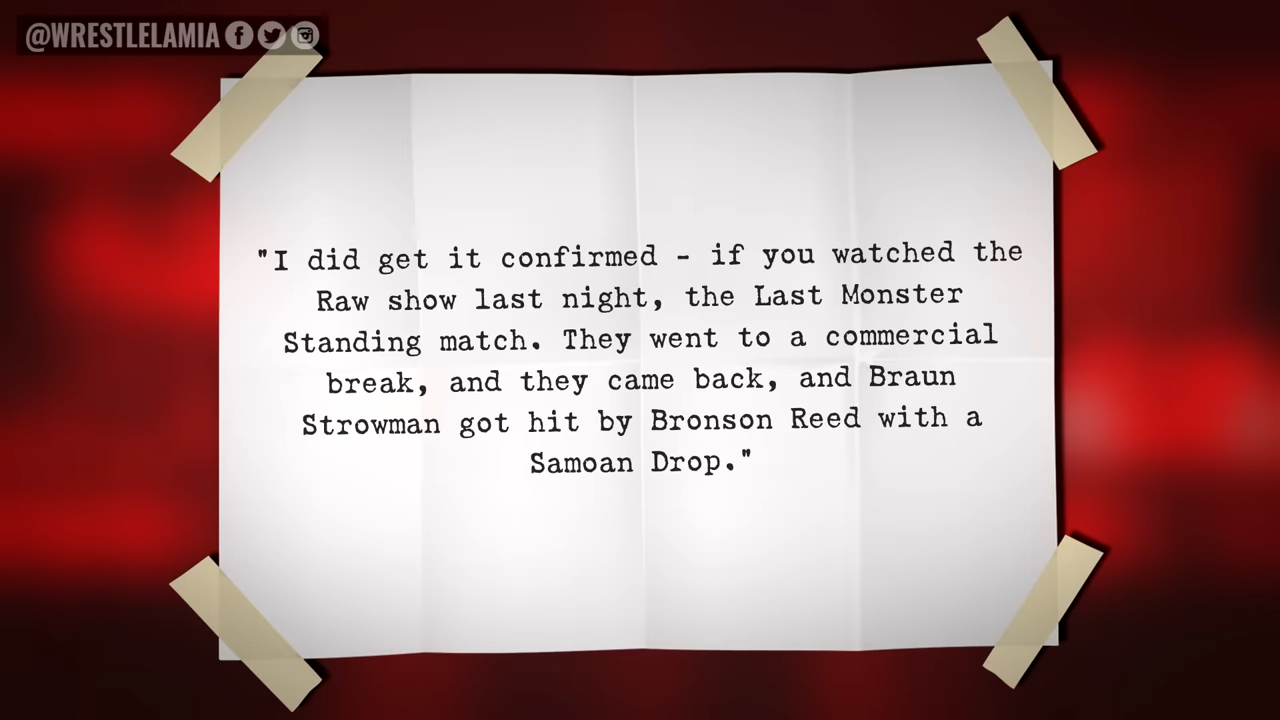 @WRESTLELAMIA
"I did get it confirmed - if you watched the
Raw show last night, the Last Monster
Standing match. They went to a commercial
break, and they came back, and Braun
Strowman got hit by Bronson Reed with a
Samoan Drop."